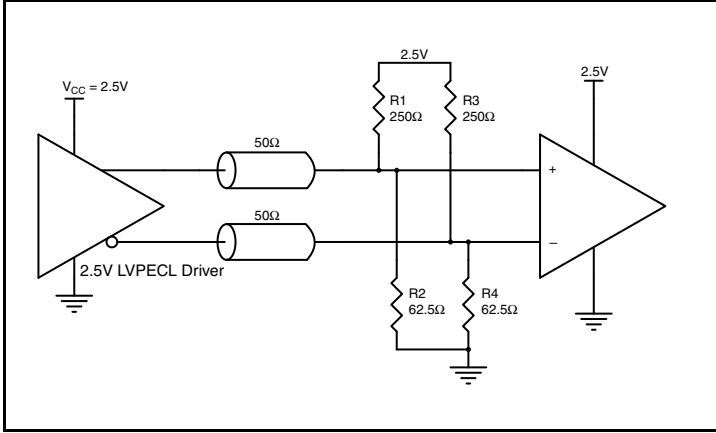 2.5V
V_CC = 2.5V
2.5V
R1
250Ω
R3
250Ω
50Ω
+
50Ω
−
2.5V LVPECL Driver
R2
62.5Ω
R4
62.5Ω